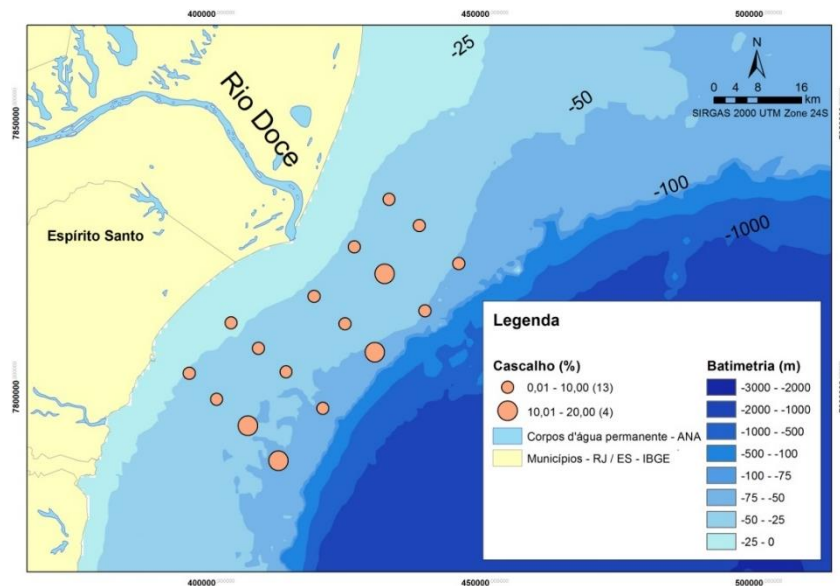 400000 450000 500000
-25
N
-50
0 4 8 16
km
SIRGAS 2000 UTM Zone 24S
7850000
Rio Doce
-100
Espírito Santo
-1000
Legenda
Cascalho (%)
0,01 - 10,00 (13)
10,01 - 20,00 (4)
Corpos d'água permanente - ANA
Municípios - RJ / ES - IBGE
Batimetria (m)
-3000 - -2000
-2000 - -1000
-1000 - -500
-500 - -100
-100 - -75
-75 - -50
-50 - -25
-25 - 0
7800000
400000 450000 500000